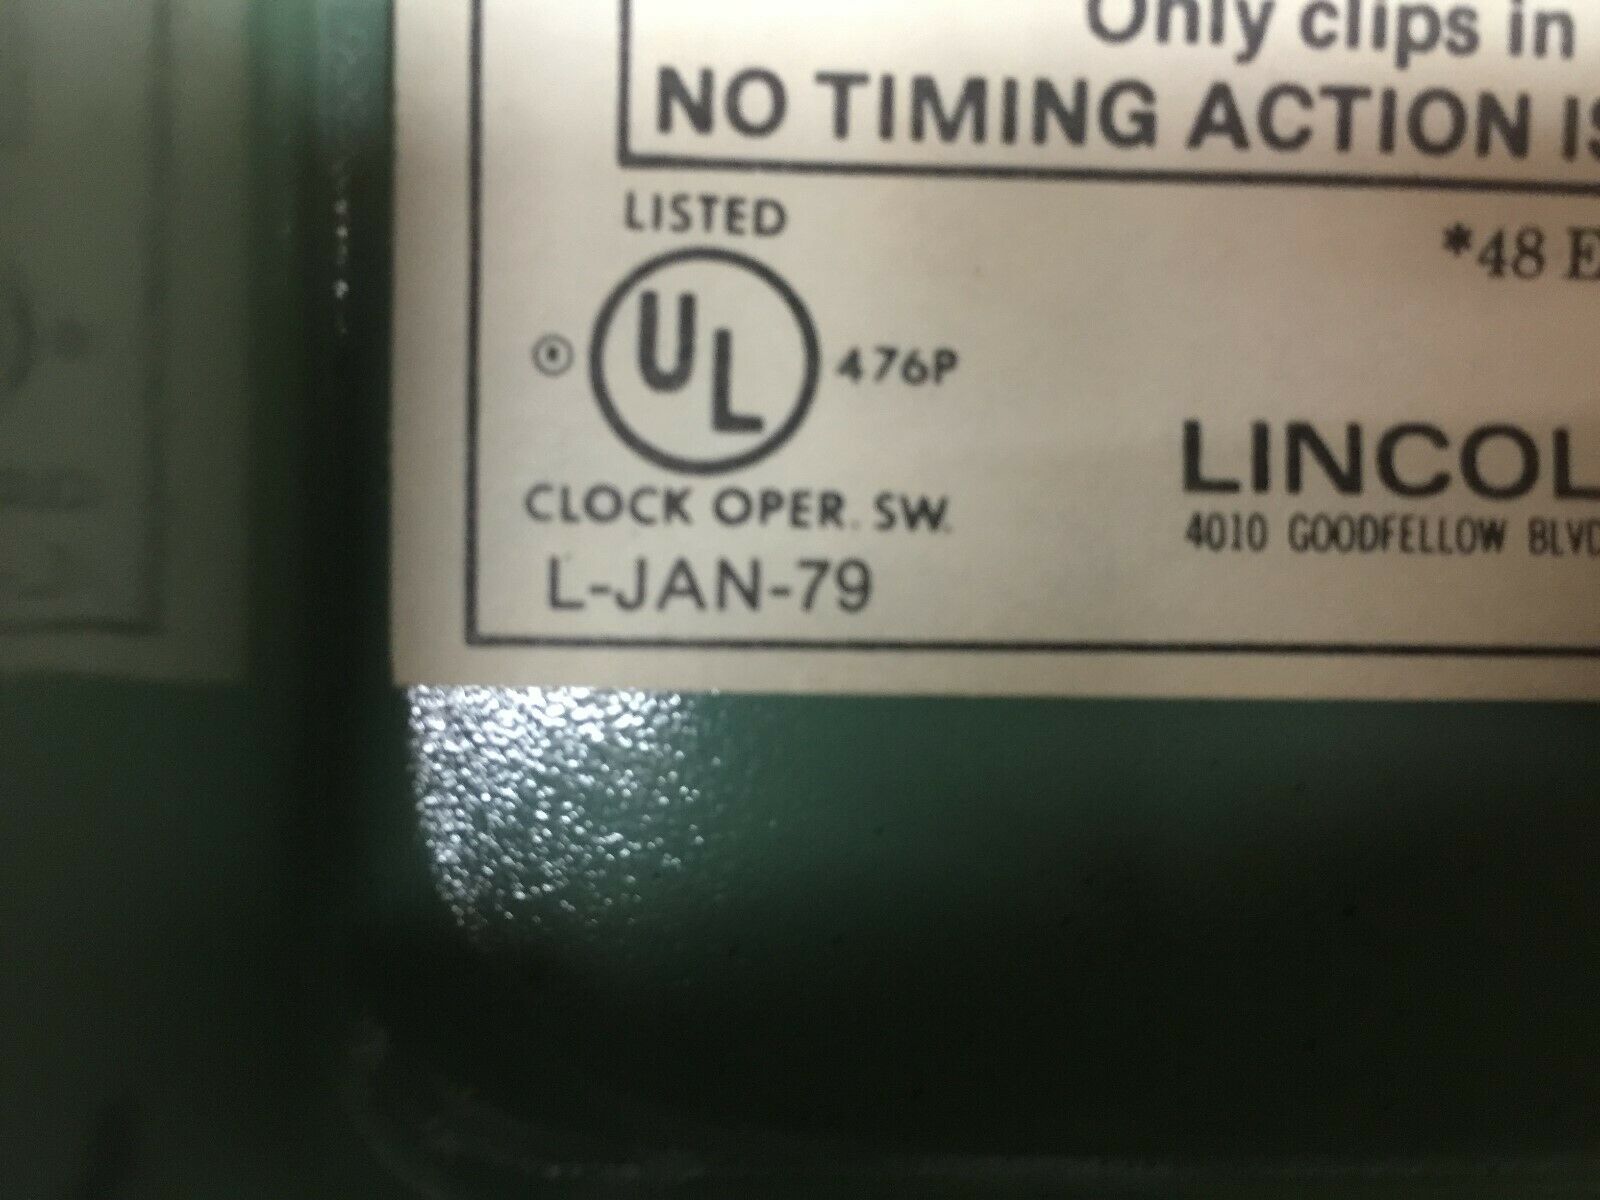 Only clips in
NO TIMING ACTION IS
LISTED
UL
476P
*48 E
CLOCK OPER. SW.
LINCOL
4010 GOODFELLOW BLVD
L-JAN-79